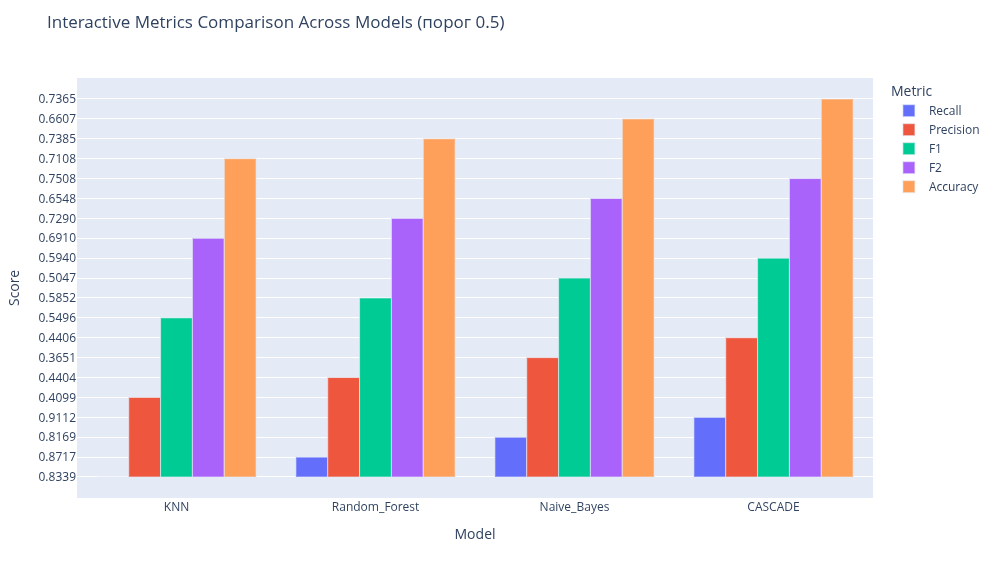 Interactive Metrics Comparison Across Models (порог 0.5)
Score
0.7365
0.6607
0.7385
0.7108
0.7508
0.6548
0.7290
0.6910
0.5940
0.5047
0.5852
0.5496
0.4406
0.3651
0.4404
0.4099
0.9112
0.8169
0.8717
0.8339
KNN
Random_Forest
Naive_Bayes
CASCADE
Model
Metric
Recall
Precision
F1
F2
Accuracy